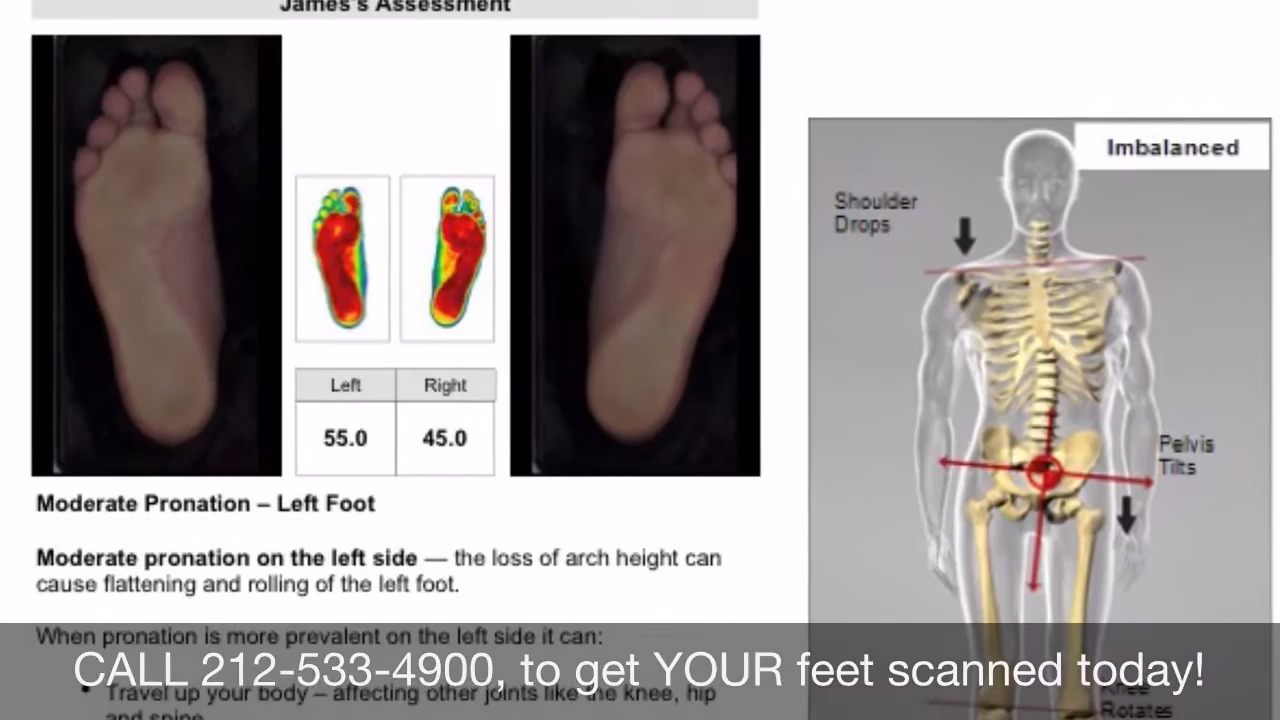 James's Assessment
Imbalanced
Shoulder
Drops
Left Right
55.0 45.0
Pelvis
Tilts
Moderate Pronation – Left Foot
Moderate pronation on the left side — the loss of arch height can
cause flattening and rolling of the left foot.
When pronation is more prevalent on the left side it can:
CALL 212-533-4900, to get YOUR feet scanned today!
• Travel up your body – affecting other joints like the knee, hip
and spine
Knee
Rotates